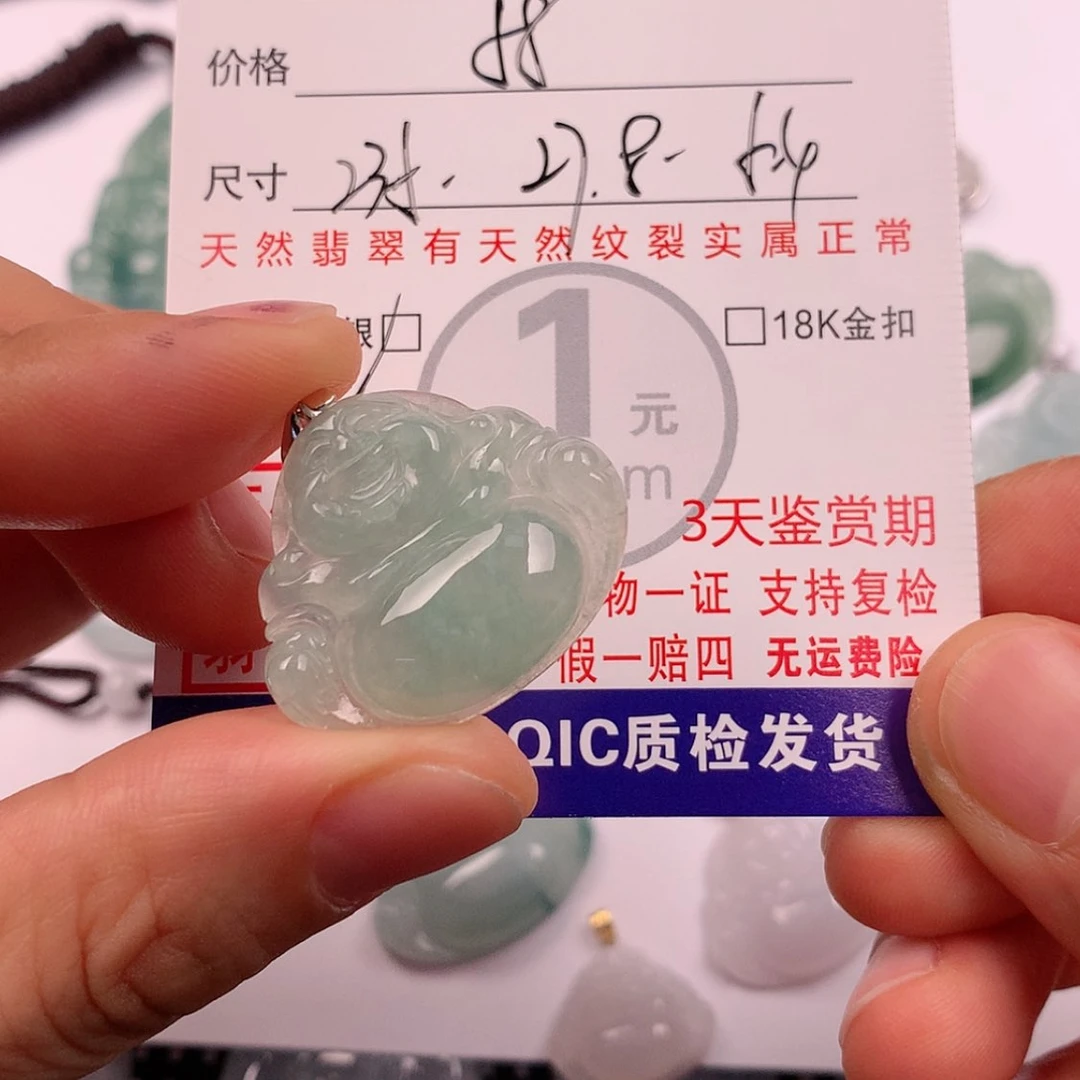 价格
尺寸 27.8
天然翡翠有天然纹裂实属正常
银□ □18K金扣
1元
m
3天鉴赏期
物一证 支持复检
假一赔四 无运费险
QIC质检发货